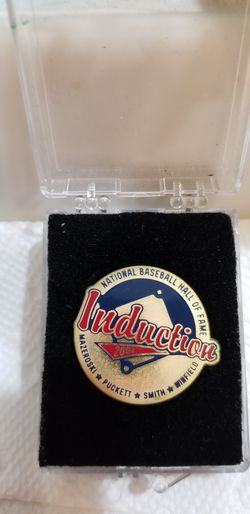 NATIONAL BASEBALL HALL OF FAME
Induction
2001
MAZEROSKI ★ PUCKETT ★ SMITH ★ WINFIELD